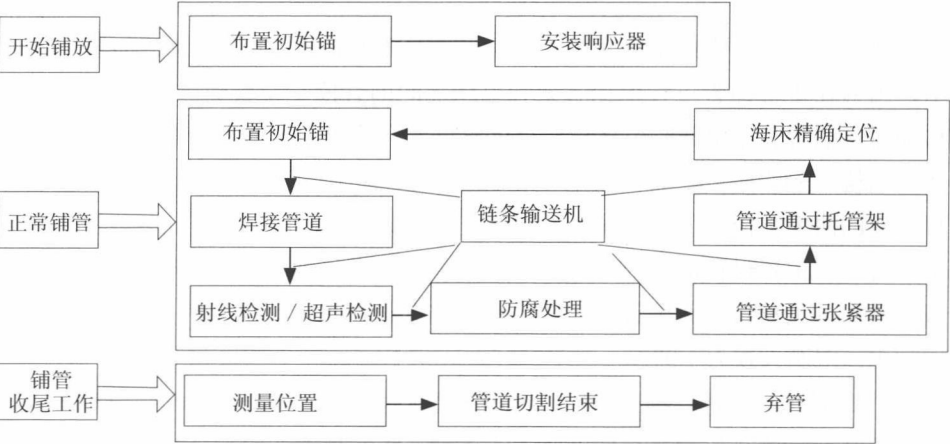 开始铺放
布置初始锚
安装响应器
正常铺管
布置初始锚
海床精确定位
焊接管道
链条输送机
管道通过托管架
射线检测/超声检测
防腐处理
管道通过张紧器
铺管
收尾工作
测量位置
管道切割结束
弃管